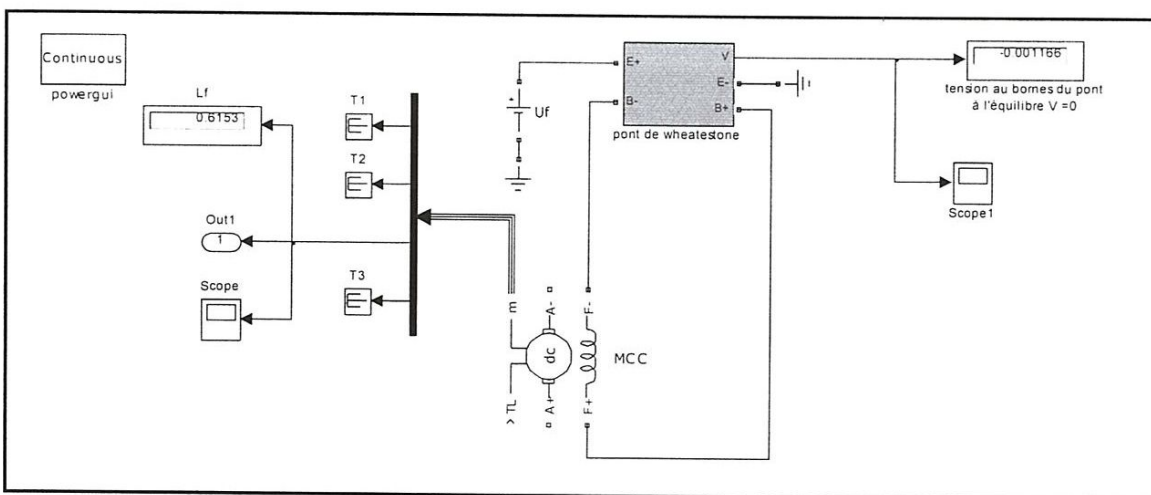 Continuous
powergui
Lf
0.6153
T1
T2
Out1
1
Scope
T3
Uf
E+
B-
V
E-
B+
pont de wheatestone
-0 001166
tension au bornes du pont
à l'équilibre V =0
Scope1
m
A-
F-
dc
MCC
TL
A+
F+